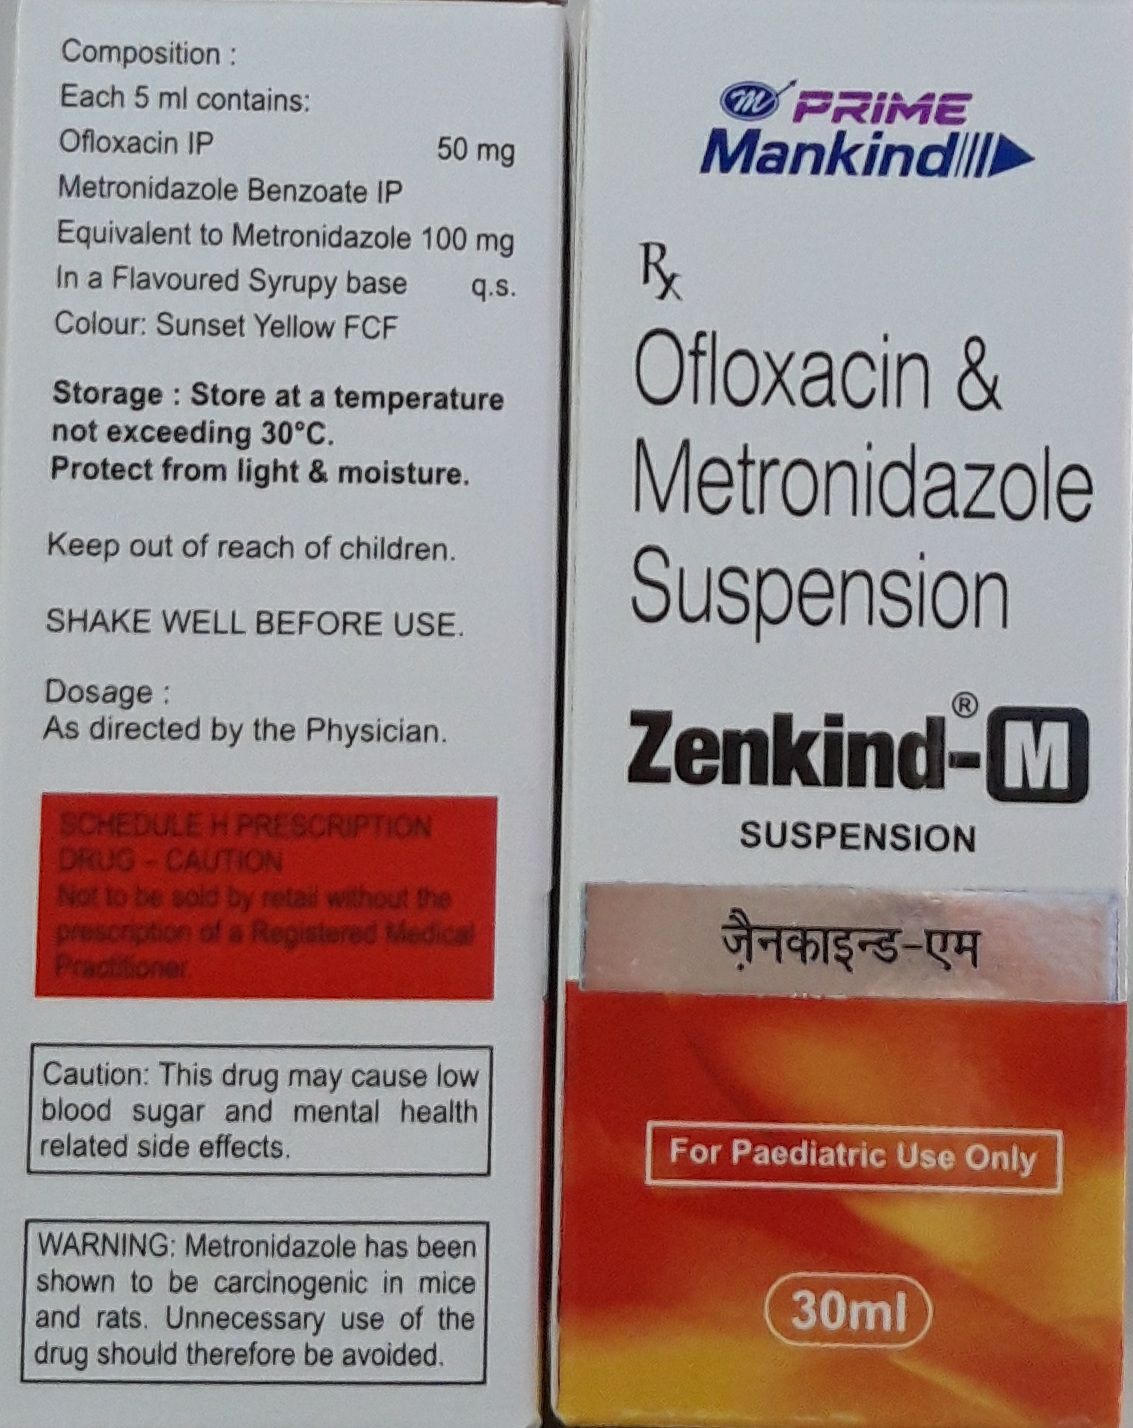 Composition :
Each 5 ml contains:
Ofloxacin IP 50 mg
Metronidazole Benzoate IP
Equivalent to Metronidazole 100 mg
In a Flavoured Syrupy base q.s.
Colour: Sunset Yellow FCF
Storage : Store at a temperature
not exceeding 30°C.
Protect from light & moisture.
Keep out of reach of children.
SHAKE WELL BEFORE USE.
Dosage :
As directed by the Physician.
SCHEDULE H PRESCRIPTION
DRUG – CAUTION
Not to be sold by retail without the
prescription of a Registered Medical
Practitioner.
Caution: This drug may cause low
blood sugar and mental health
related side effects.
WARNING: Metronidazole has been
shown to be carcinogenic in mice
and rats. Unnecessary use of the
drug should therefore be avoided.
m PRIME
Mankind
Rx
Ofloxacin &
Metronidazole
Suspension
Zenkind®-M
SUSPENSION
ज़ैनकाइन्ड-एम
For Paediatric Use Only
30ml